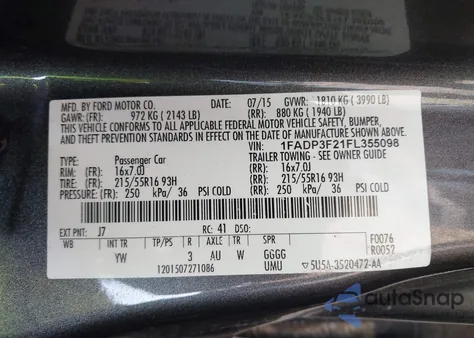 MFD. BY FORD MOTOR CO. 07/15 GVWR: 1810 KG ( 3990 LB)
GAWR: (FR): 972 KG ( 2143 LB) (RR): 880 KG ( 1940 LB)
THIS VEHICLE CONFORMS TO ALL APPLICABLE FEDERAL MOTOR VEHICLE
SAFETY, BUMPER, AND THEFT PREVENTION STANDARDS IN EFFECT ON
THE DATE OF MANUFACTURE SHOWN ABOVE.
VIN: 1FADP3F21FL355098
TYPE: Passenger Car TRAILER TOWING - SEE OWNER GUIDE
RIM: (FR): 16x7.0J (RR): 16x7.0J
TIRE: (FR): 215/55R16 93H (RR): 215/55R16 93H
PRESSURE: (FR): 250 kPa/ 36 PSI COLD (RR): 250 kPa/ 36 PSI COLD
EXT PNT: J7 RC: 41 DSO: F0076
WB INT TR TP/PS R AXLE TR SPR R0052
YW 3 AU W GGGG
1201507271086 UMU 5U5A-3520472-AA
autoSnap